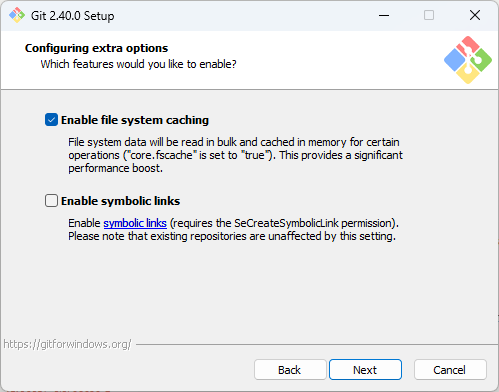 Git 2.40.0 Setup
Configuring extra options
Which features would you like to enable?
Enable file system caching
File system data will be read in bulk and cached in memory for certain
operations ("core.fscache" is set to "true"). This provides a significant
performance boost.
Enable symbolic links
Enable symbolic links (requires the SeCreateSymbolicLink permission).
Please note that existing repositories are unaffected by this setting.
https://gitforwindows.org/
Back
Next
Cancel